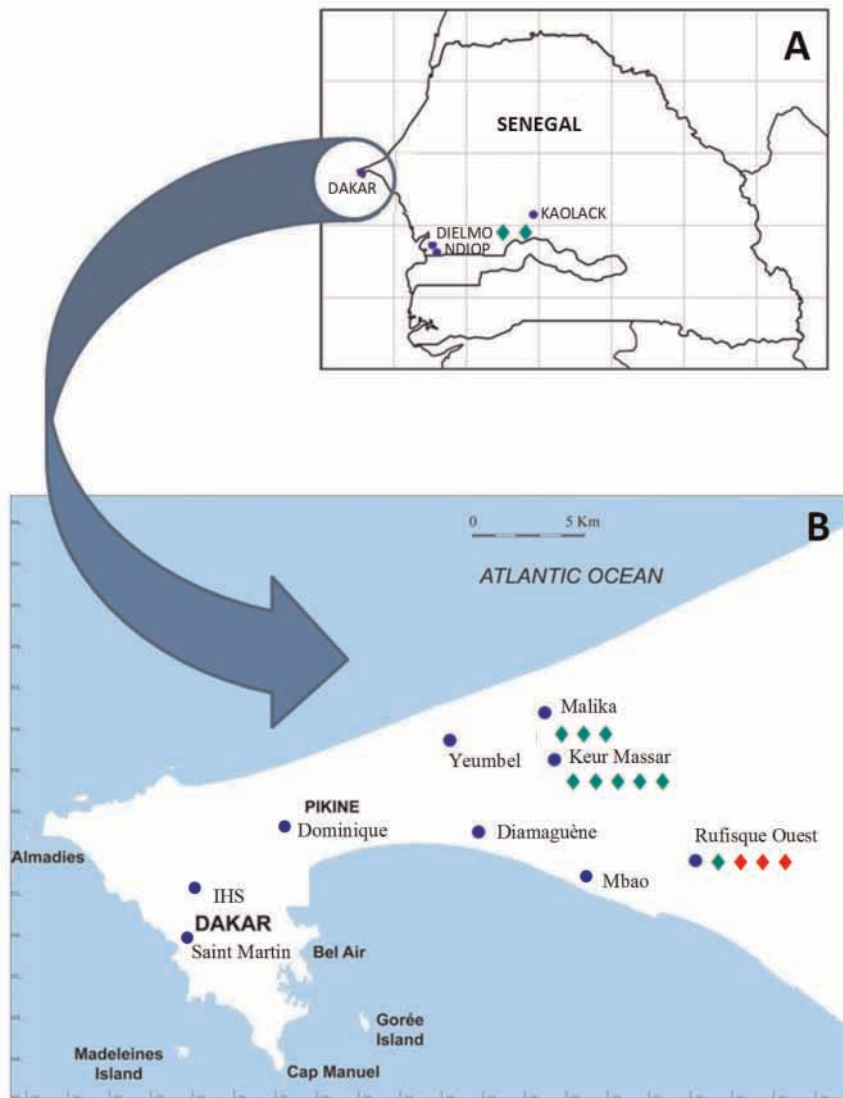 A
SENEGAL
DAKAR
KAOLACK
DIELMO
NDIOP
B
0 5 Km
ATLANTIC OCEAN
Malika
Yeumbel
Keur Massar
PIKINE
Dominique
Diamaguène
Rufisque Ouest
Almadies
Mbao
IHS
DAKAR
Saint Martin
Bel Air
Gorée
Island
Madeleines
Island
Cap Manuel